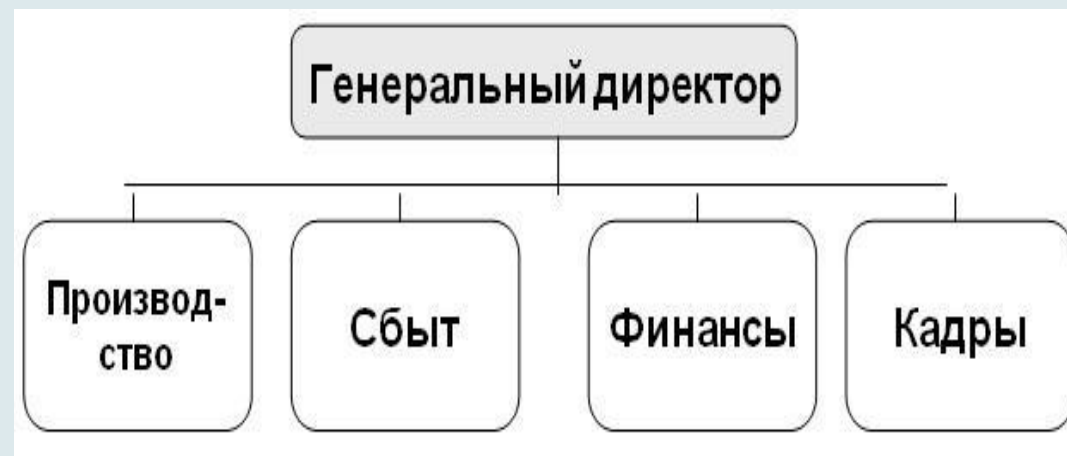 Генеральный директор
Производ-
ство
Сбыт
Финансы
Кадры